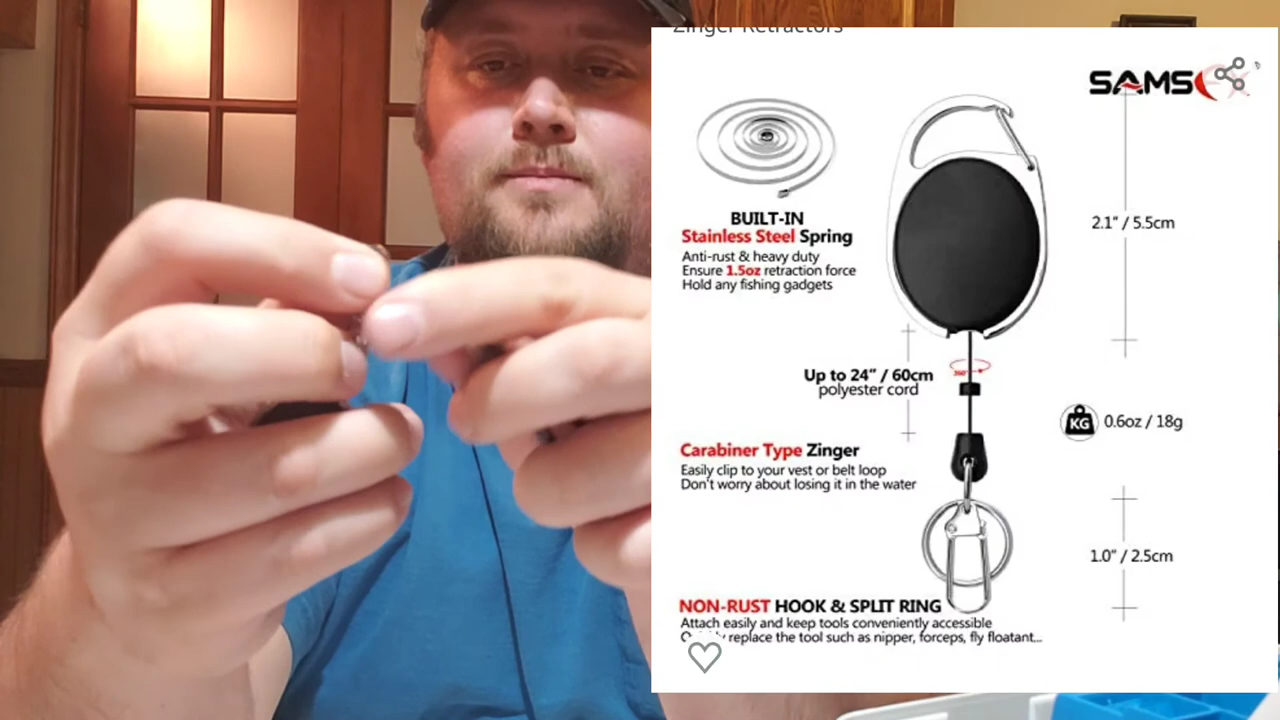 Zinger Retractors
SAMS
BUILT-IN
Stainless Steel Spring
Anti-rust & heavy duty
Ensure 1.5oz retraction force
Hold any fishing gadgets
2.1" / 5.5cm
360°
Up to 24" / 60cm
polyester cord
KG 0.6oz / 18g
Carabiner Type Zinger
Easily clip to your vest or belt loop
Don't worry about losing it in the water
1.0" / 2.5cm
NON-RUST HOOK & SPLIT RING
Attach easily and keep tools conveniently accessible
replace the tool such as nipper, forceps, fly floatant...